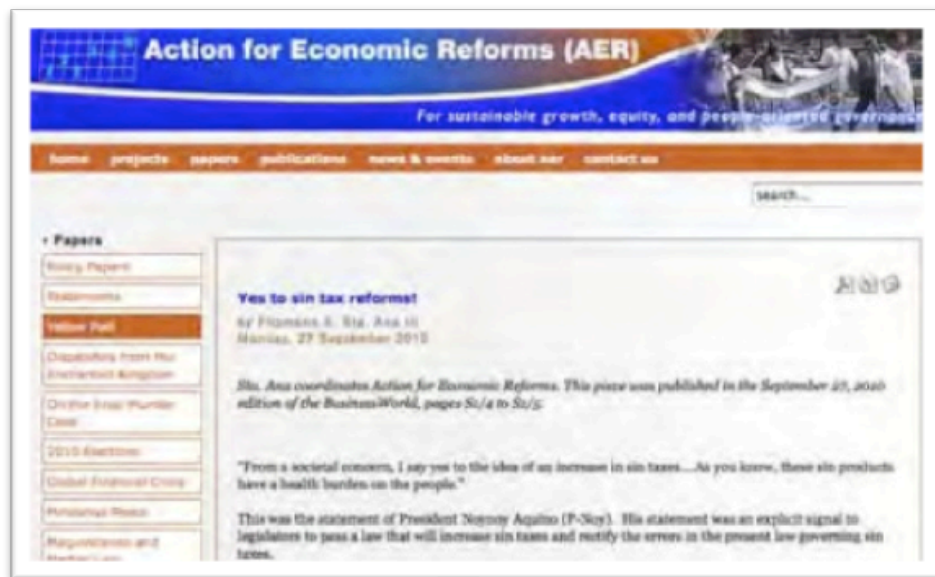 Action for Economic Reforms (AER)
For sustainable growth, equity, and people-oriented governance
home projects papers publications news & events about aer contact us
search...
Papers
Policy Papers
Statements
Yellow Pad
Dispatches from the
Enchanted Kingdom
On the
Case
2010 Elections
Global Financial Crisis
Mindanao Peace
and
Yes to sin tax reforms!
by Filomeno S. Sta. Ana III
Monday, 27 September 2010
Sta. Ana coordinates Action for Economic Reforms. This piece was published in the September 27, 2010
edition of the BusinessWorld, pages S1/4 to S1/5.
"From a societal concern, I say yes to the idea of an increase in sin taxes....As you know, these sin products
have a health burden on the people."
This was the statement of President Noynoy Aquino (P-Noy). His statement was an explicit signal to
legislators to pass a law that will increase sin taxes and rectify the errors in the present law governing sin
taxes.